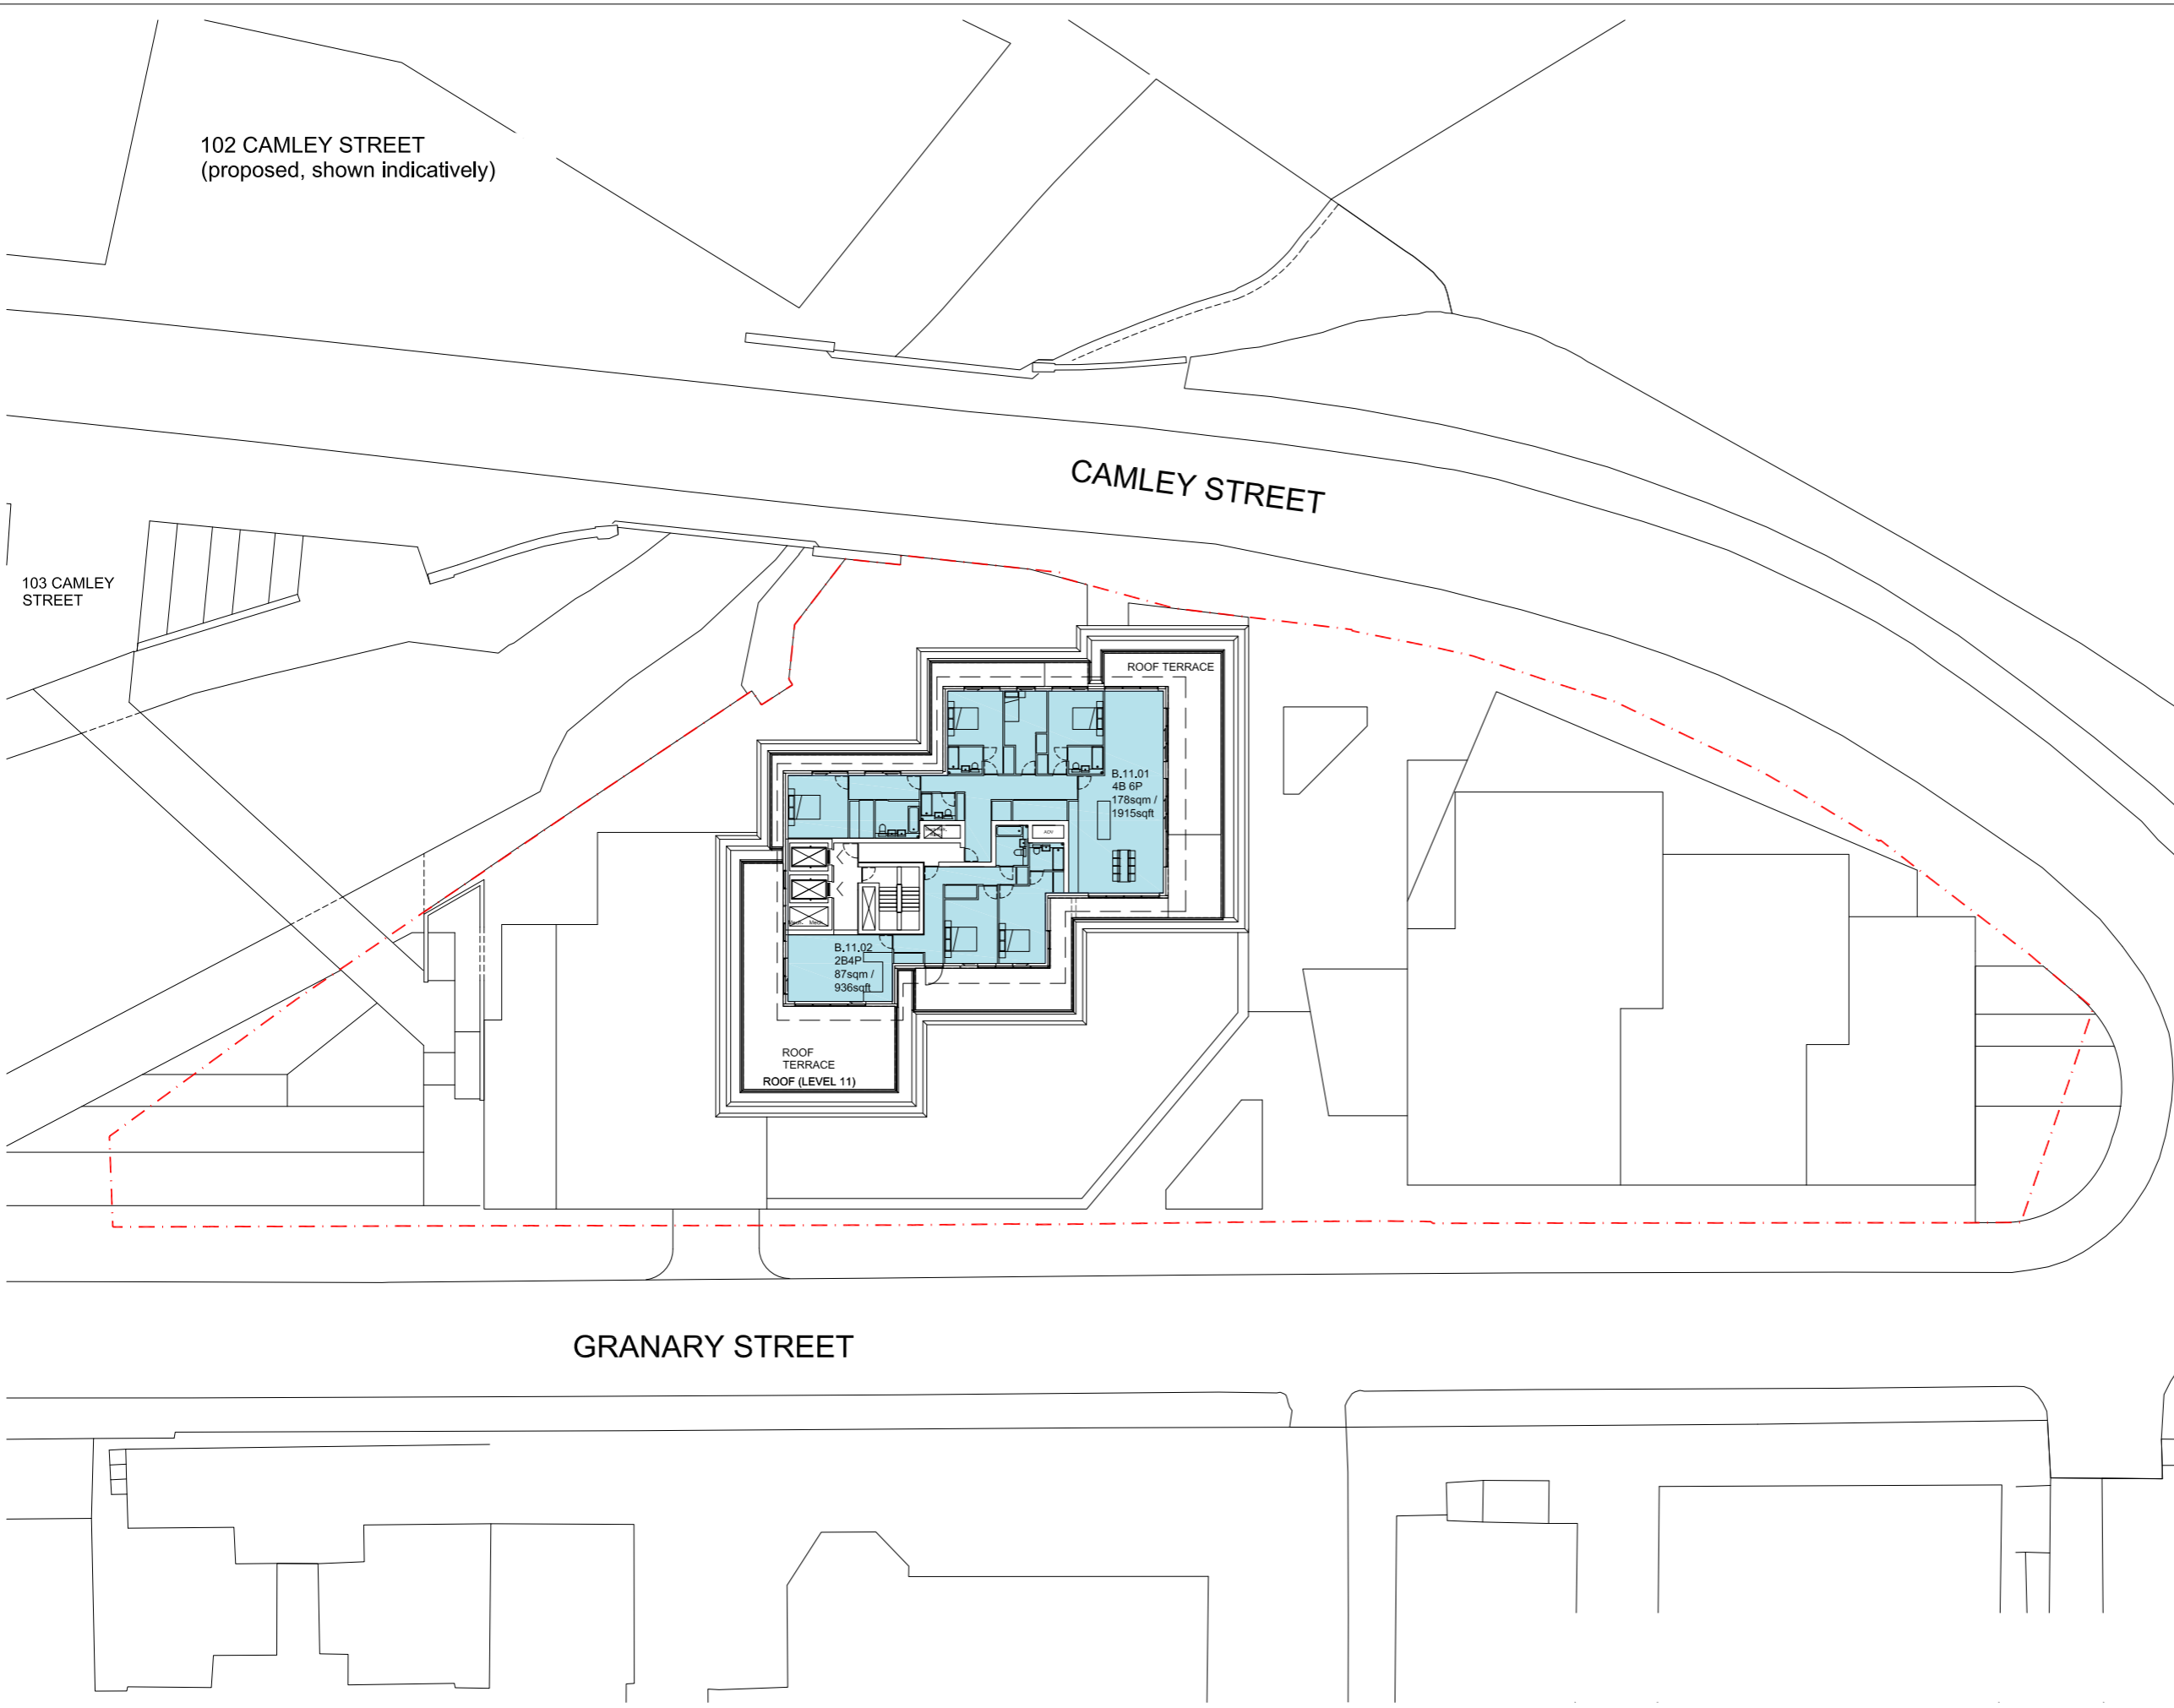 102 CAMLEY STREET
(proposed, shown indicatively)
CAMLEY STREET
103 CAMLEY
STREET
ROOF TERRACE
B.11.01
4B 6P
178sqm /
1915sqft
AOV
B.11.02
2B4P
87sqm /
936sqft
ROOF
TERRACE
ROOF (LEVEL 11)
GRANARY STREET